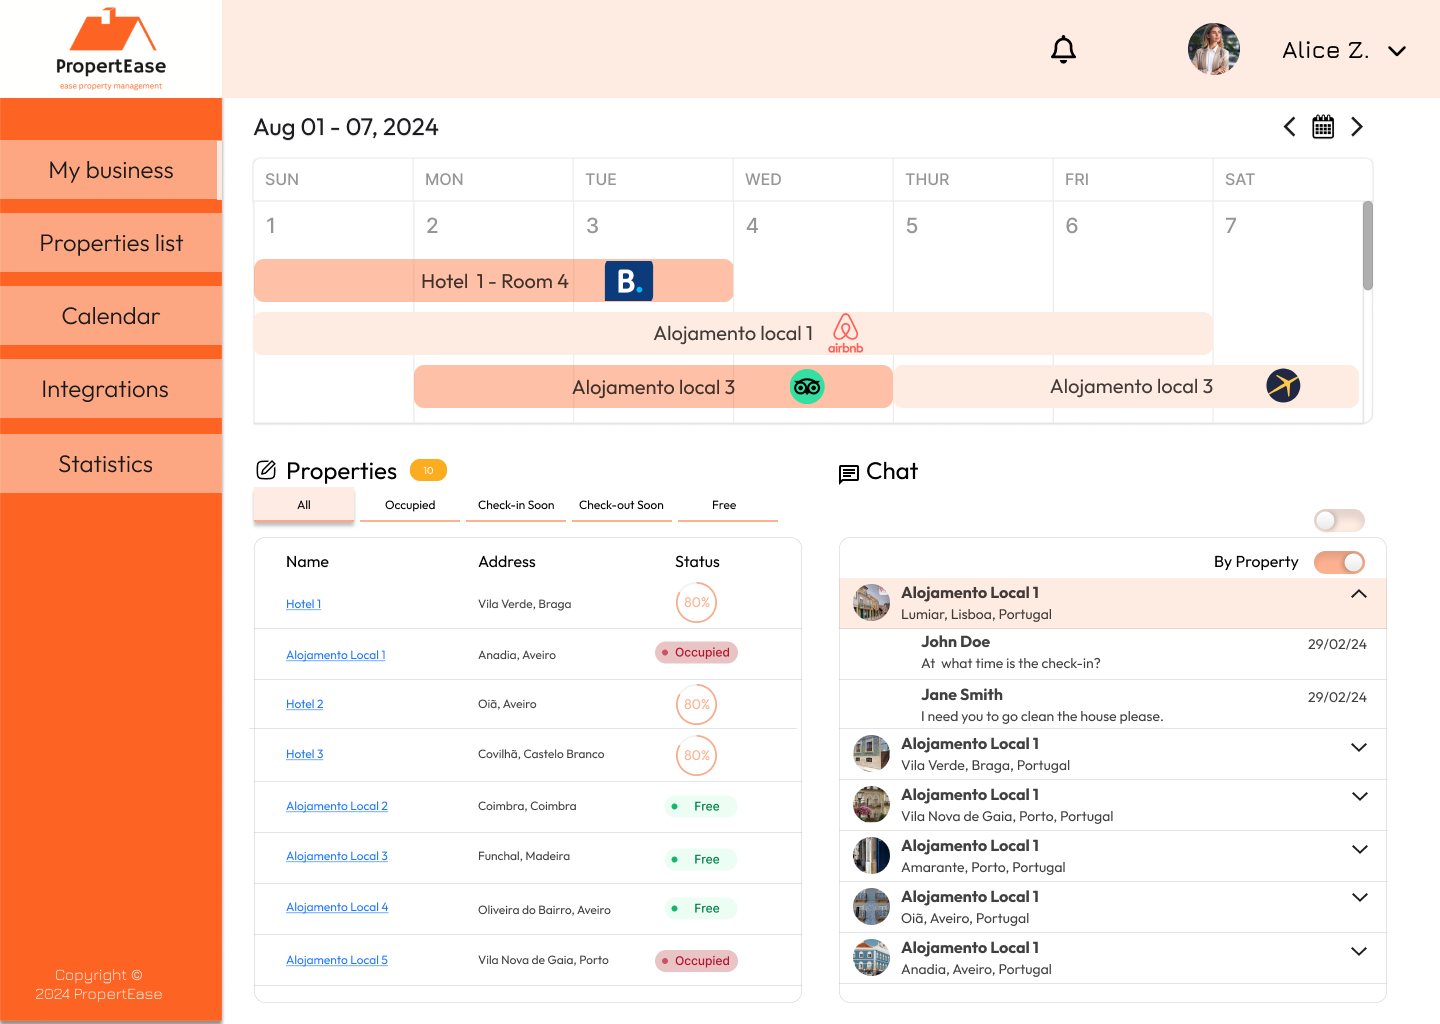 PropertEase
ease property management
Alice Z.
My business
Properties list
Calendar
Integrations
Statistics
Copyright ©
2024 PropertEase
Aug 01 - 07, 2024
SUN MON TUE WED THUR FRI SAT
1 2 3 4 5 6 7
Hotel 1 - Room 4 B.
Alojamento local 1 airbnb
Alojamento local 3 Alojamento local 3
Properties 10
All Occupied Check-in Soon Check-out Soon Free
Name Address Status
Hotel 1 Vila Verde, Braga 80%
Alojamento Local 1 Anadia, Aveiro Occupied
Hotel 2 Oiã, Aveiro 80%
Hotel 3 Covilhã, Castelo Branco 80%
Alojamento Local 2 Coimbra, Coimbra Free
Alojamento Local 3 Funchal, Madeira Free
Alojamento Local 4 Oliveira do Bairro, Aveiro Free
Alojamento Local 5 Vila Nova de Gaia, Porto Occupied
Chat
By Property
Alojamento Local 1
Lumiar, Lisboa, Portugal
John Doe 29/02/24
At what time is the check-in?
Jane Smith 29/02/24
I need you to go clean the house please.
Alojamento Local 1
Vila Verde, Braga, Portugal
Alojamento Local 1
Vila Nova de Gaia, Porto, Portugal
Alojamento Local 1
Amarante, Porto, Portugal
Alojamento Local 1
Oiã, Aveiro, Portugal
Alojamento Local 1
Anadia, Aveiro, Portugal